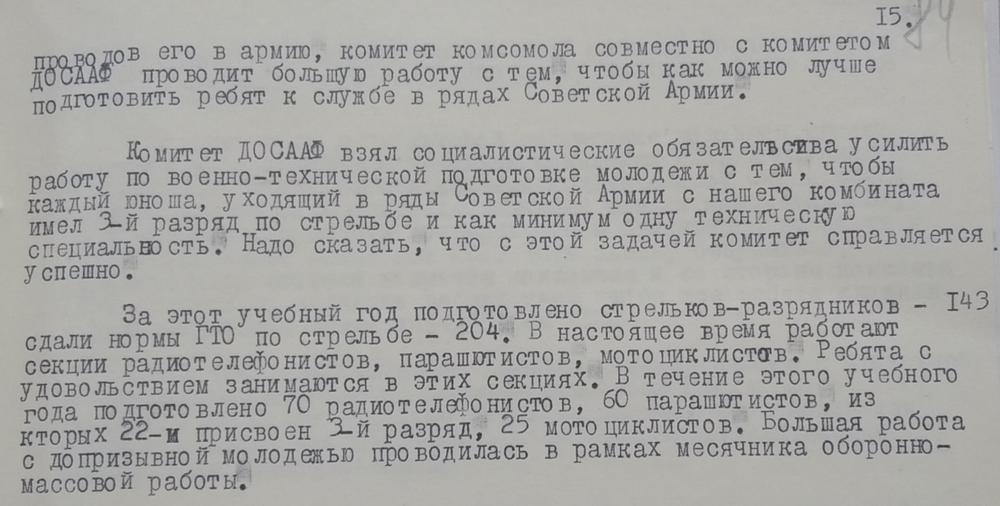 15.
проводов его в армию, комитет комсомола совместно с комитетом
ДОСААФ проводит большую работу с тем, чтобы как можно лучше
подготовить ребят к службе в рядах Советской Армии.
Комитет ДОСААФ взял социалистические обязательсива усилить
работу по военно-технической подготовке молодежи с тем, чтобы
каждый юноша, уходящий в ряды Советской Армии с нашего комбината
имел 3-й разряд по стрельбе и как минимум одну техническую
специальность. Надо сказать, что с этой задачей комитет справляется
успешно.
За этот учебный год подготовлено стрельков-разрядников - 143
сдали нормы ГТО по стрельбе - 204. В настоящее время работают
секции радиотелефонистов, парашютистов, мотоциклистов. Ребята с
удовольствием занимаются в этих секциях. В течение этого учебного
года подготовлено 70 радиотелефонистов, 60 парашютистов, из
кторых 22-м присвоен 3-й разряд, 25 мотоциклистов. Большая работа
с допризывной молодежью проводилась в рамках месячника оборонно-
массовой работы.